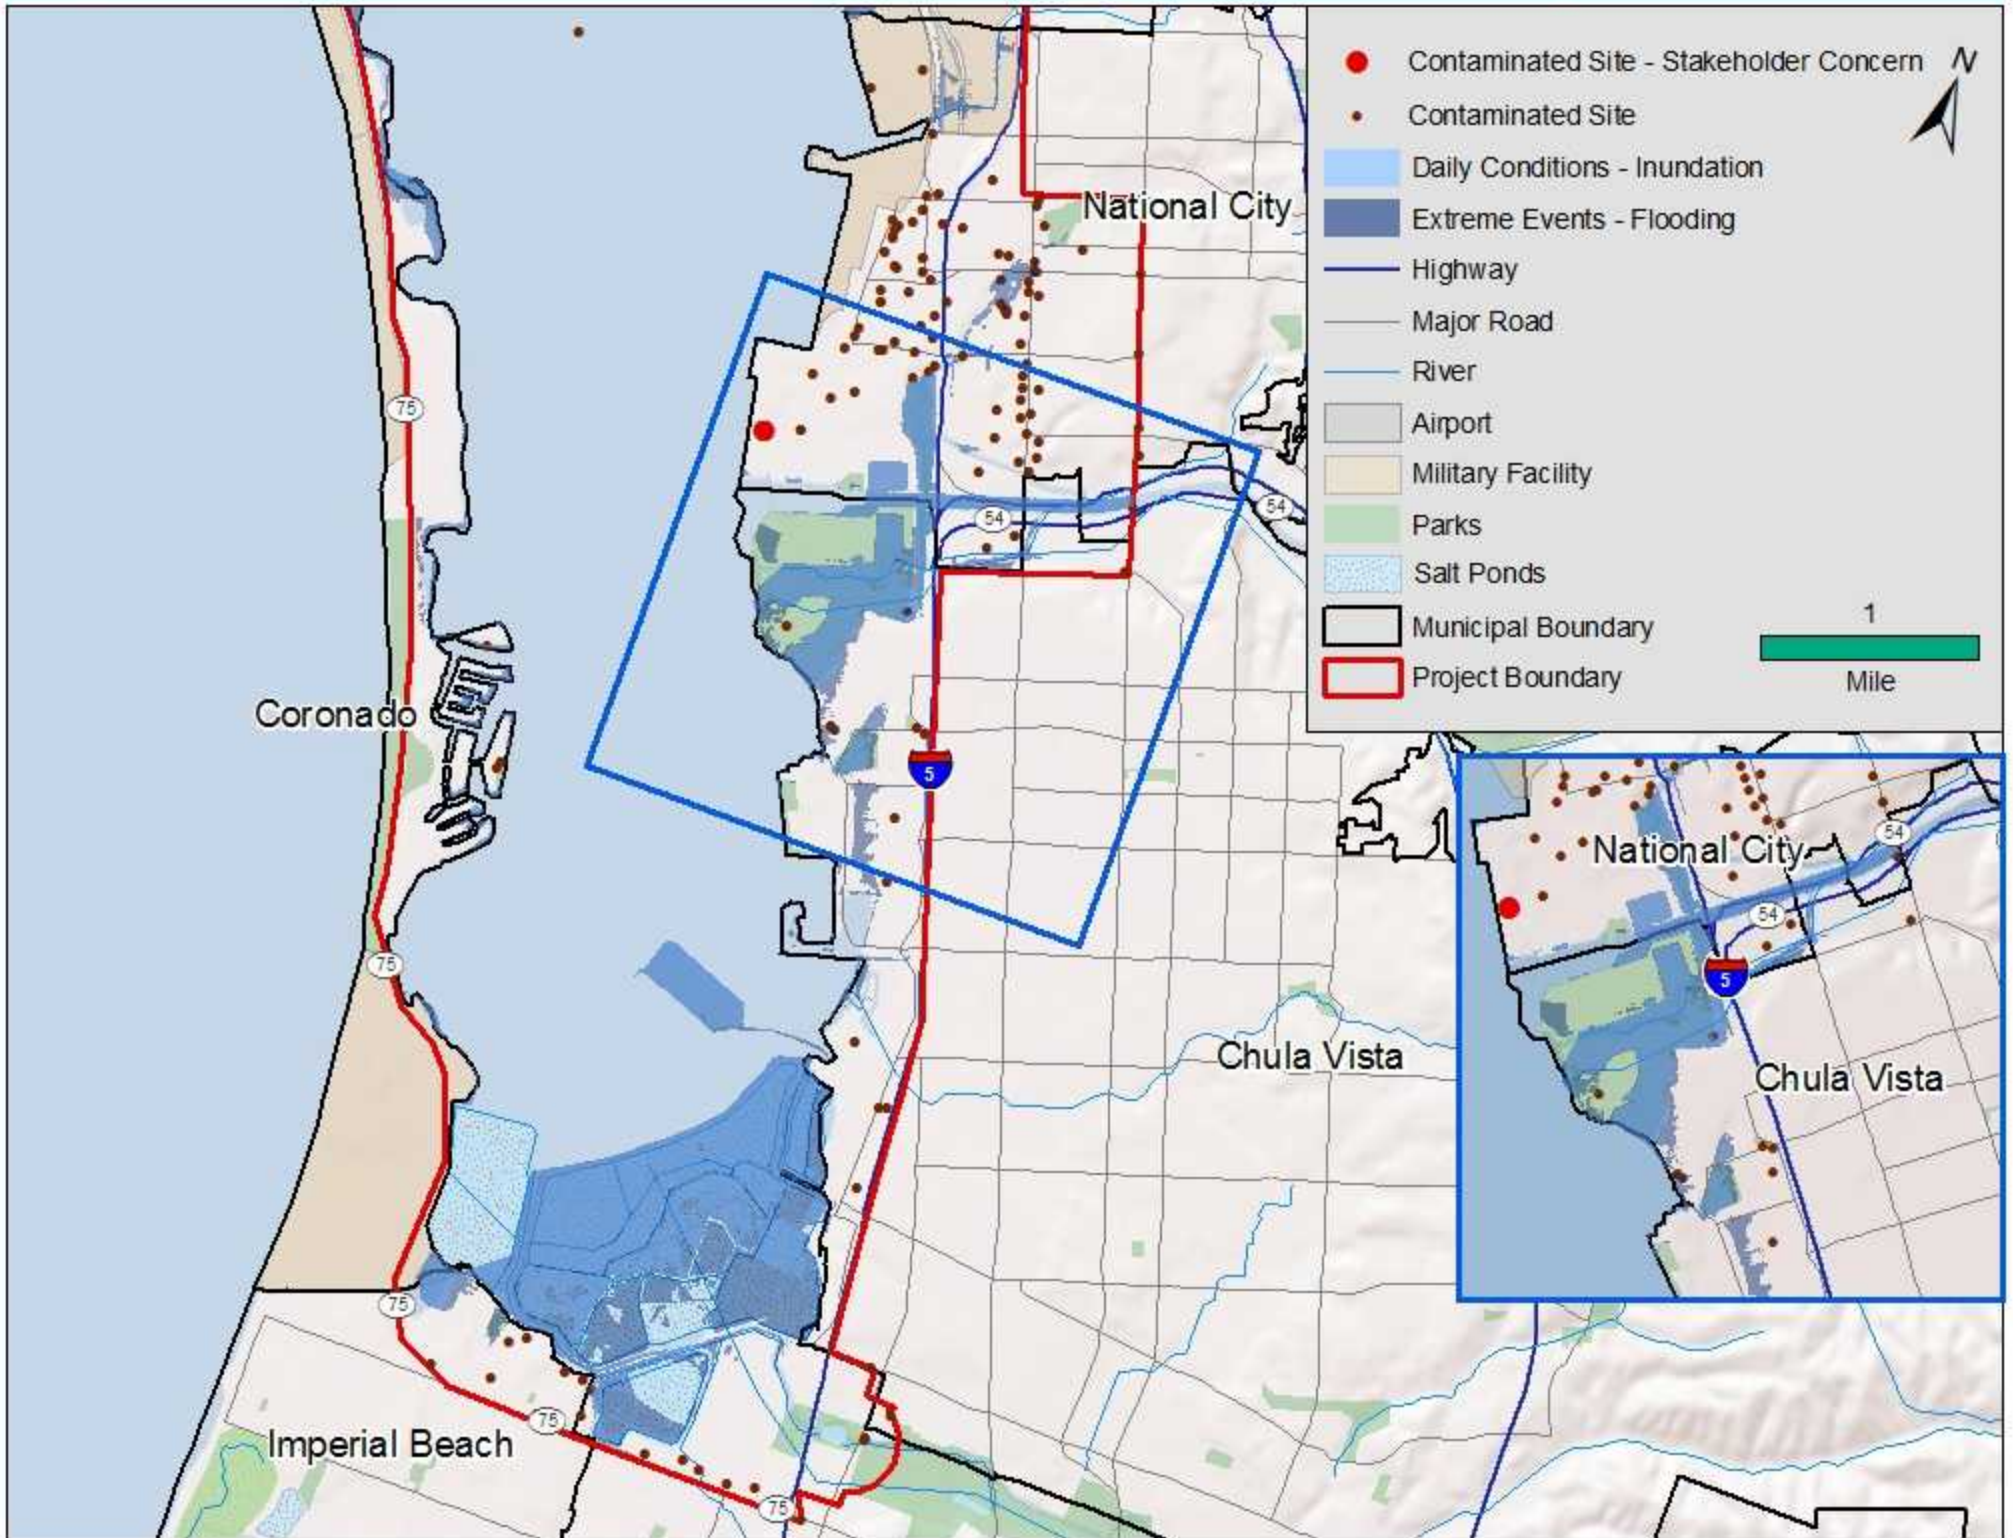 Contaminated Site - Stakeholder Concern
N
Contaminated Site
Daily Conditions - Inundation
Extreme Events - Flooding
Highway
Major Road
River
Airport
Military Facility
Parks
Salt Ponds
Municipal Boundary
Project Boundary
1
Mile
National City
75
54
54
Coronado
5
75
Chula Vista
75
Imperial Beach
75
75
National City
54
54
5
Chula Vista